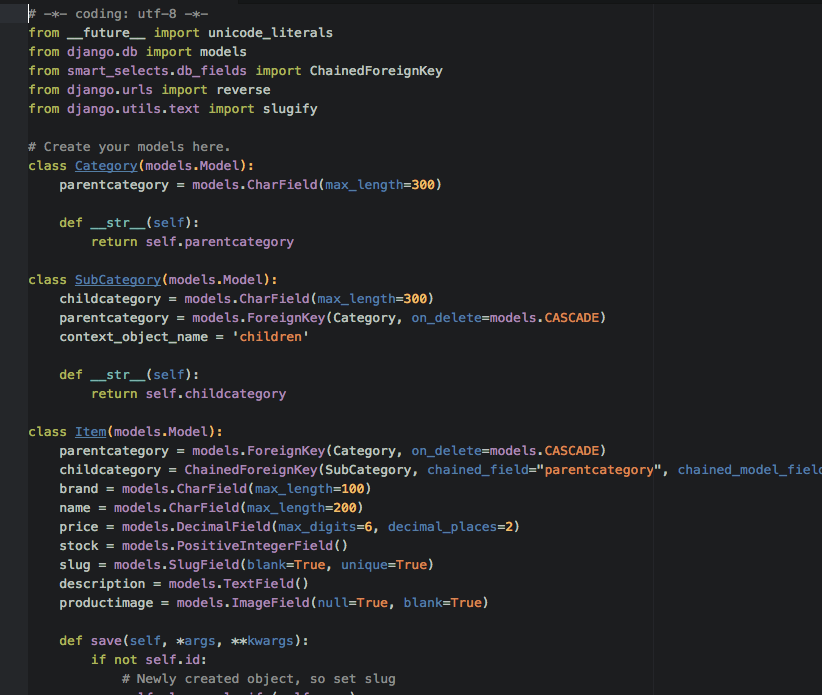 # -*- coding: utf-8 -*-
from __future__ import unicode_literals
from django.db import models
from smart_selects.db_fields import ChainedForeignKey
from django.urls import reverse
from django.utils.text import slugify
# Create your models here.
class Category(models.Model):
parentcategory = models.CharField(max_length=300)
def __str__(self):
return self.parentcategory
class SubCategory(models.Model):
childcategory = models.CharField(max_length=300)
parentcategory = models.ForeignKey(Category, on_delete=models.CASCADE)
context_object_name = 'children'
def __str__(self):
return self.childcategory
class Item(models.Model):
parentcategory = models.ForeignKey(Category, on_delete=models.CASCADE)
childcategory = ChainedForeignKey(SubCategory, chained_field="parentcategory", chained_model_field
brand = models.CharField(max_length=100)
name = models.CharField(max_length=200)
price = models.DecimalField(max_digits=6, decimal_places=2)
stock = models.PositiveIntegerField()
slug = models.SlugField(blank=True, unique=True)
description = models.TextField()
productimage = models.ImageField(null=True, blank=True)
def save(self, *args, **kwargs):
if not self.id:
# Newly created object, so set slug